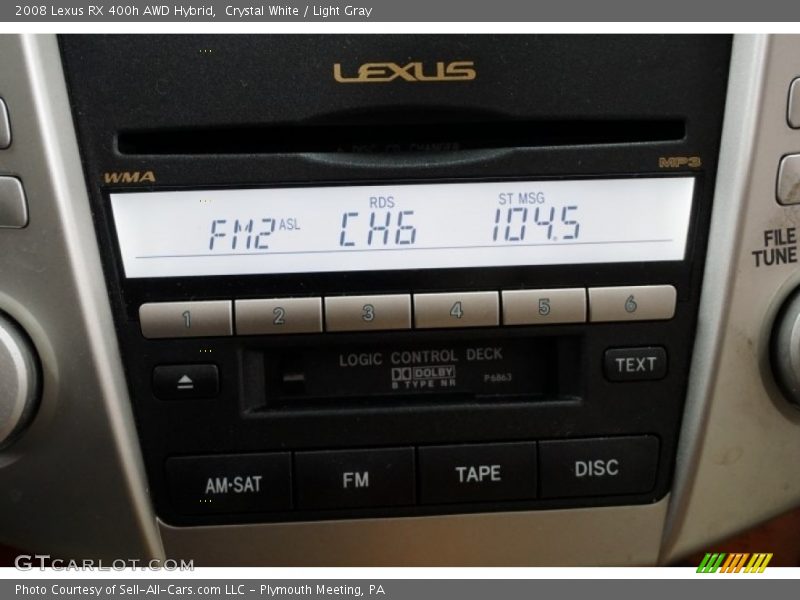 2008 Lexus RX 400h AWD Hybrid,  Crystal White / Light Gray
LEXUS
WMA
MP3
RDS
ST MSG
FM2 ASL CH6 104.5
FILE
TUNE
1 2 3 4 5 6
LOGIC CONTROL DECK
DOLBY
B TYPE NR
P6863
TEXT
AM·SAT FM TAPE DISC
GTCARLOT.COM
Photo Courtesy of Sell-All-Cars.com LLC - Plymouth Meeting, PA